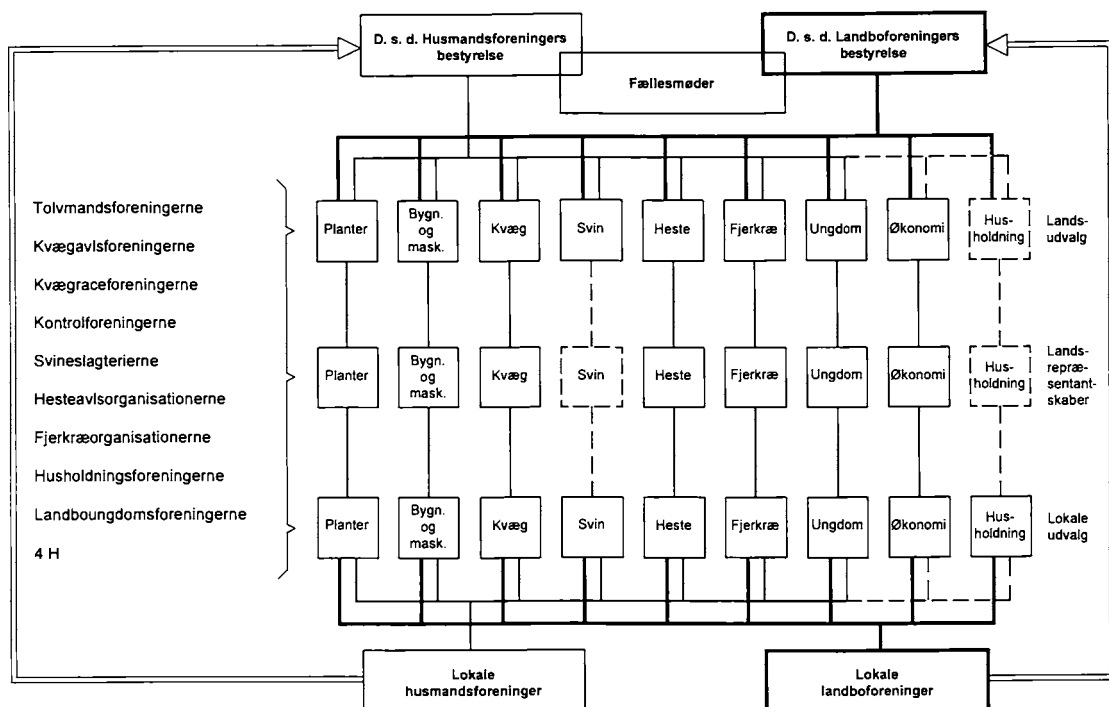 D. s. d. Husmandsforeningers
bestyrelse
D. s. d. Landboforeningers
bestyrelse
Fællesmøder
Tolvmandsforeningerne
Kvægavlsforeningerne
Kvægraceforeningerne
Kontrolforeningerne
Svineslagterierne
Hesteavlsorganisationerne
Fjerkræorganisationerne
Husholdningsforeningerne
Landboungdomsforeningerne
4 H
Planter
Bygn.
og
mask.
Kvæg
Svin
Heste
Fjerkræ
Ungdom
Økonomi
Hus-
holdning
Lands-
udvalg
Planter
Bygn.
og
mask.
Kvæg
Svin
Heste
Fjerkræ
Ungdom
Økonomi
Hus-
holdning
Lands-
repræ-
sentant-
skaber
Planter
Bygn.
og
mask.
Kvæg
Svin
Heste
Fjerkræ
Ungdom
Økonomi
Hus-
holdning
Lokale
udvalg
Lokale
husmandsforeninger
Lokale
landboforeninger